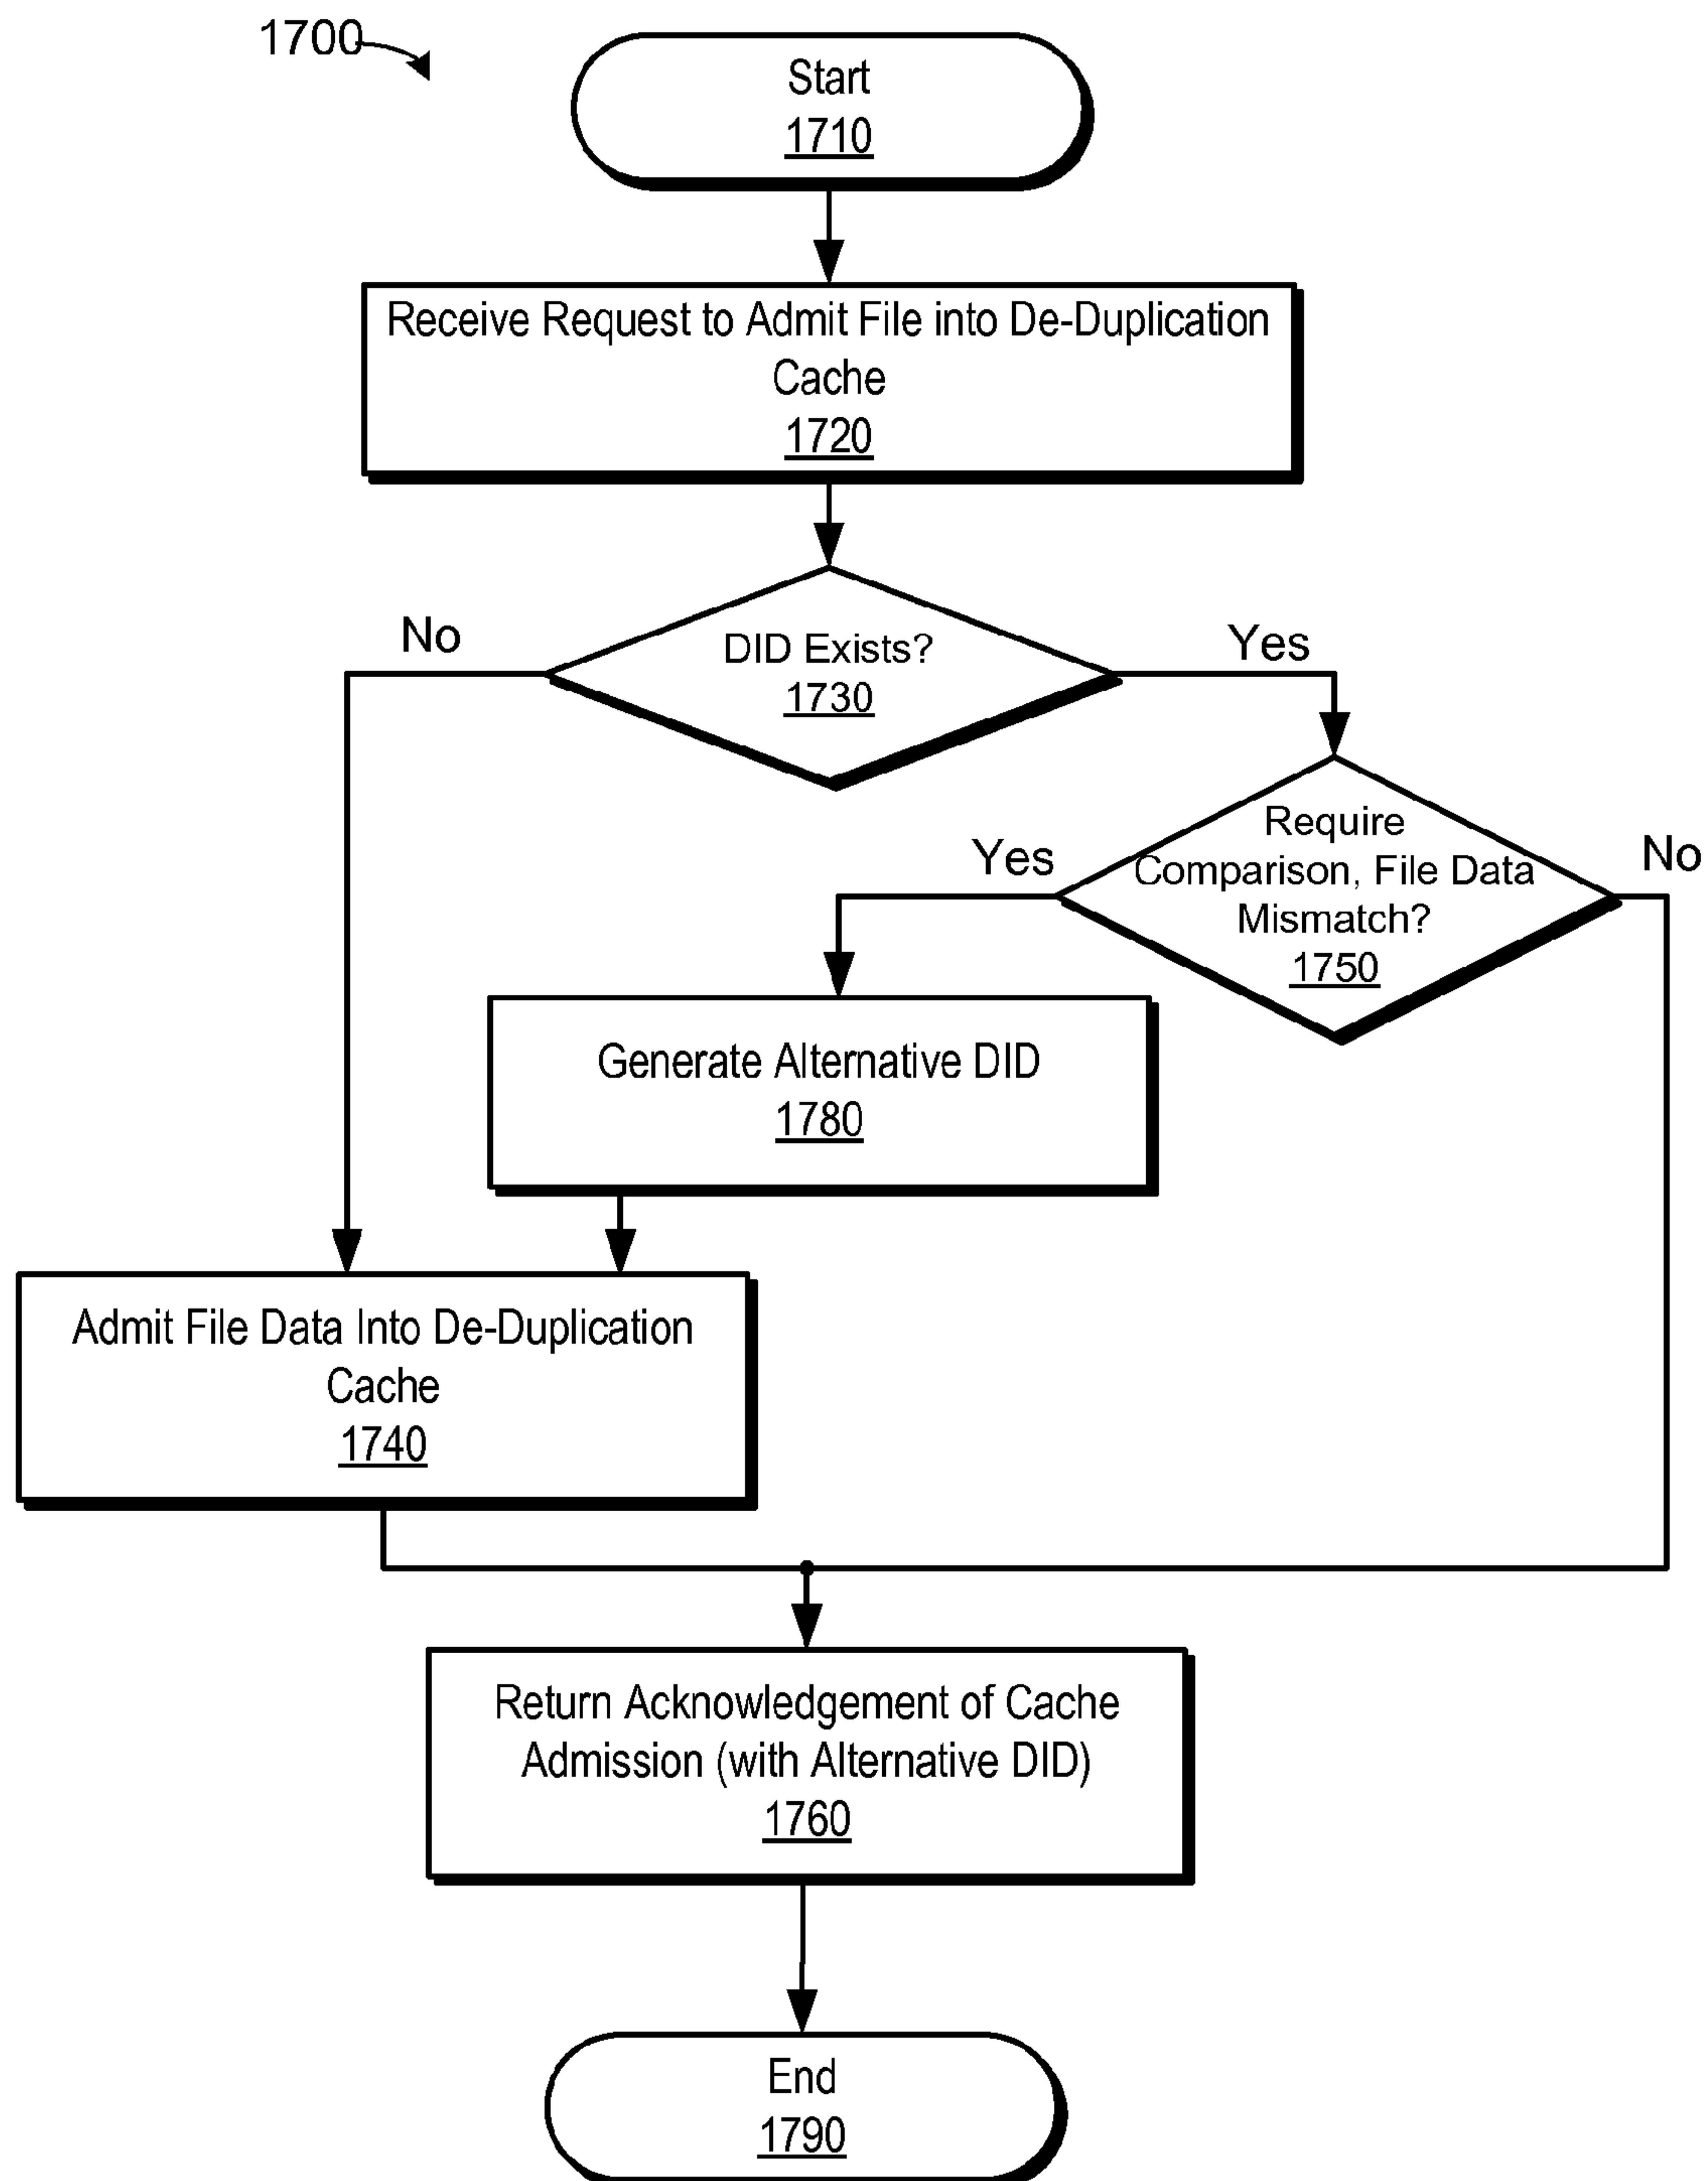 1700
Start
1710
Receive Request to Admit File into De-Duplication
Cache
1720
No
DID Exists?
1730
Yes
Yes
Require
Comparison, File Data
Mismatch?
1750
No
Generate Alternative DID
1780
Admit File Data Into De-Duplication
Cache
1740
Return Acknowledgement of Cache
Admission (with Alternative DID)
1760
End
1790